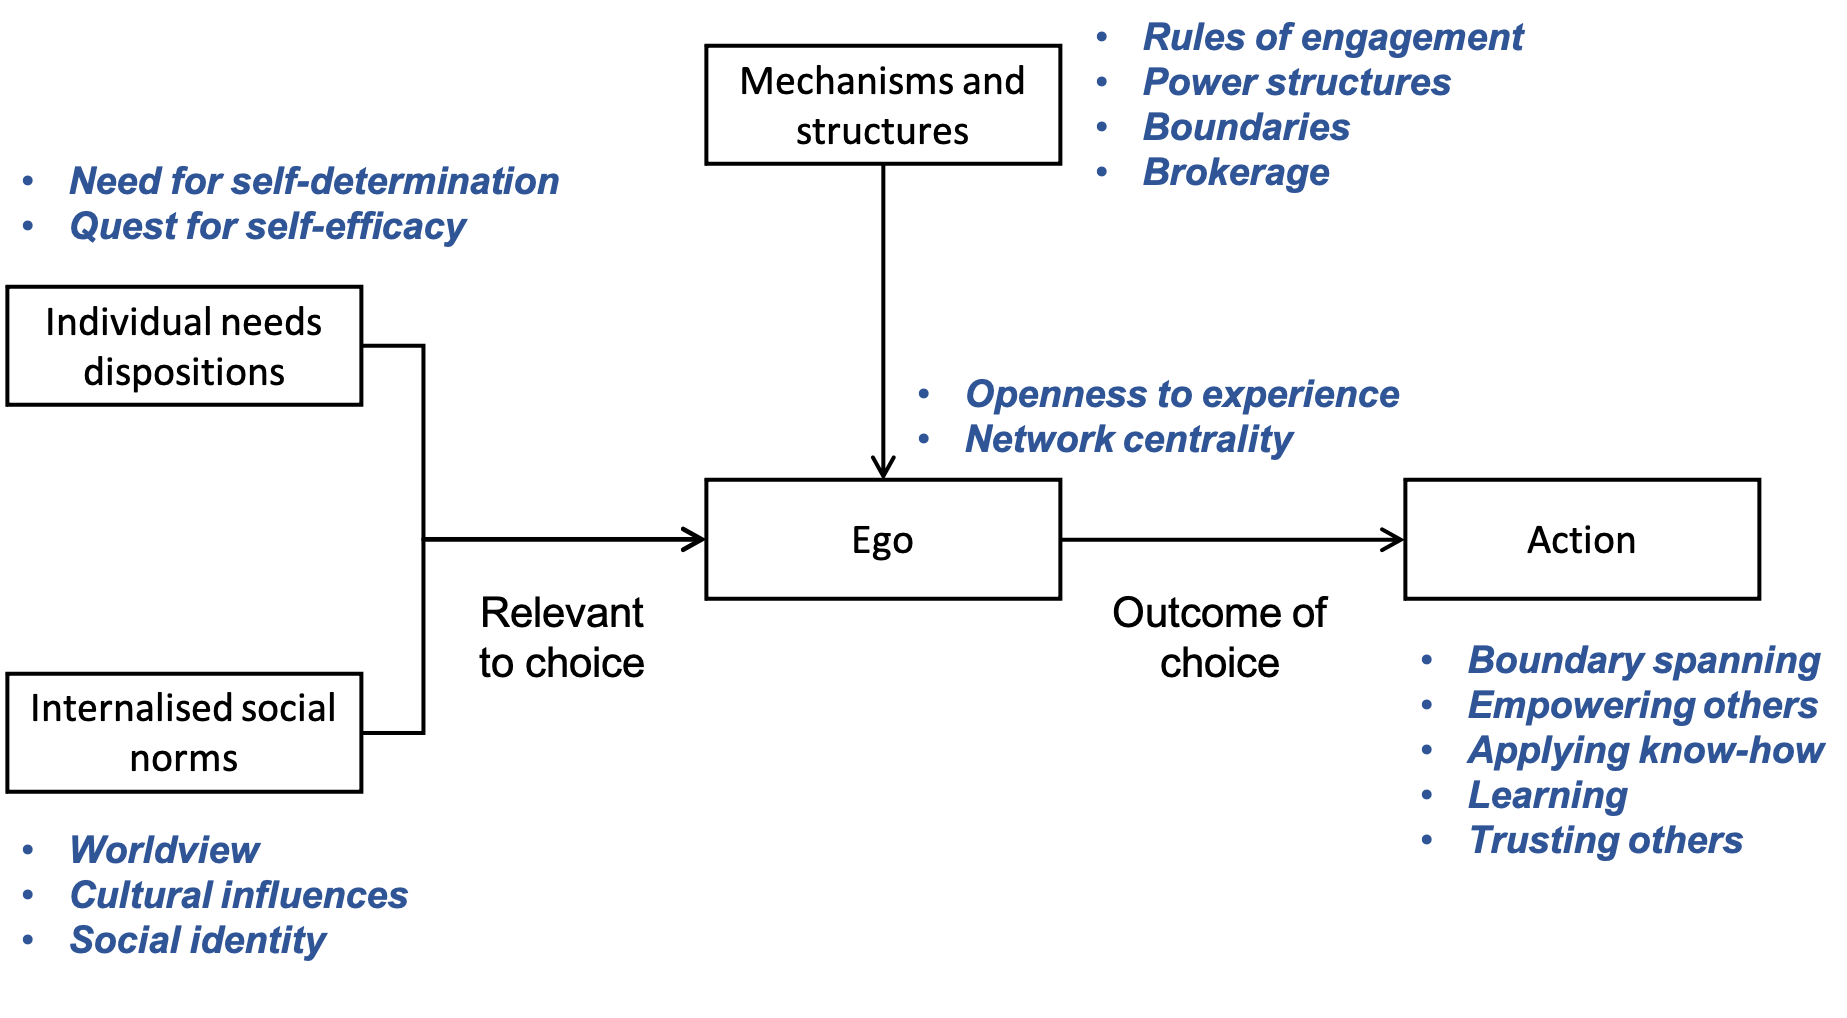 Mechanisms and
structures
• Rules of engagement
• Power structures
• Boundaries
• Brokerage
• Need for self-determination
• Quest for self-efficacy
Individual needs
dispositions
• Openness to experience
• Network centrality
Ego
Action
Relevant
to choice
Outcome of
choice
Internalised social
norms
• Boundary spanning
• Empowering others
• Applying know-how
• Learning
• Trusting others
• Worldview
• Cultural influences
• Social identity